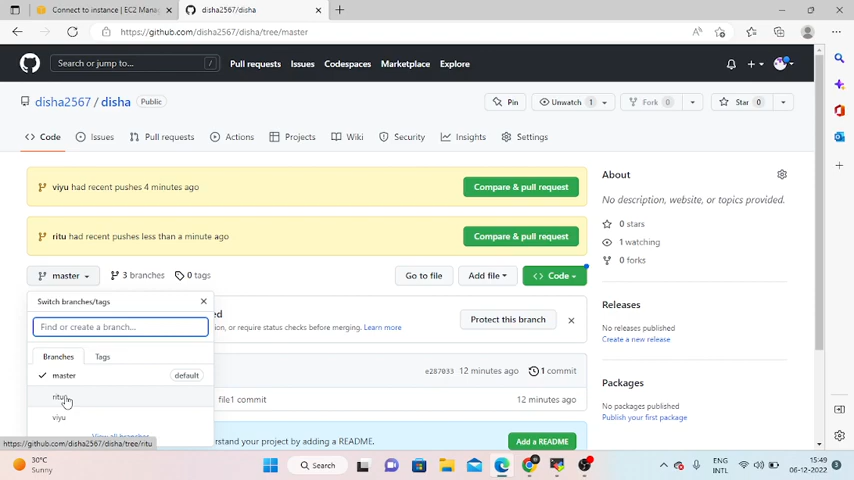 Connect to instance | EC2 Mana
disha2567/disha
https://github.com/disha2567/disha/tree/master
Search or jump to...
/
Pull requests
Issues
Codespaces
Marketplace
Explore
disha2567 / disha
Public
Pin
Unwatch 1
Fork 0
Star 0
Code
Issues
Pull requests
Actions
Projects
Wiki
Security
Insights
Settings
viyu had recent pushes 4 minutes ago
Compare & pull request
ritu had recent pushes less than a minute ago
Compare & pull request
master
3 branches
0 tags
Go to file
Add file
Code
Switch branches/tags
Find or create a branch...
Branches
Tags
master
default
ritu
viyu
View all branches
ed
ion, or require status checks before merging. Learn more
Protect this branch
e287033 12 minutes ago
1 commit
file1 commit
12 minutes ago
erstand your project by adding a README.
Add a README
About
No description, website, or topics provided.
0 stars
1 watching
0 forks
Releases
No releases published
Create a new release
Packages
No packages published
Publish your first package
https://github.com/disha2567/disha/tree/ritu
30°C
Sunny
Search
ENG
INTL
15:49
06-12-2022
3